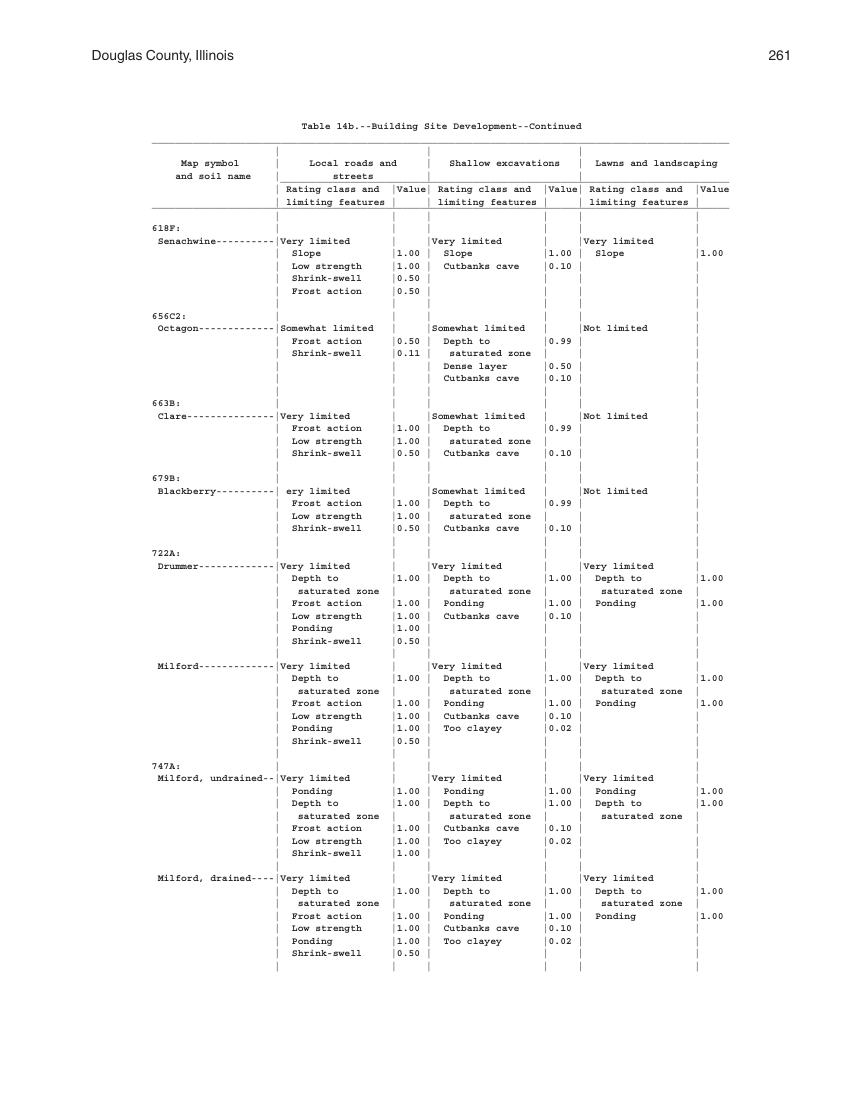 Douglas County, Illinois 261
Table 14b.--Building Site Development--Continued
Map symbol | Local roads and | Shallow excavations | Lawns and landscaping
and soil name | streets | |
| Rating class and |Value| Rating class and |Value| Rating class and |Value
| limiting features | | limiting features | | limiting features |
618F:
Senachwine----------|Very limited | |Very limited | |Very limited |
| Slope |1.00 | Slope |1.00 | Slope |1.00
| Low strength |1.00 | Cutbanks cave |0.10 | |
| Shrink-swell |0.50 | | | |
| Frost action |0.50 | | | |
656C2:
Octagon-------------|Somewhat limited | |Somewhat limited | |Not limited |
| Frost action |0.50 | Depth to |0.99 | |
| Shrink-swell |0.11 | saturated zone | | |
| | | Dense layer |0.50 | |
| | | Cutbanks cave |0.10 | |
663B:
Clare---------------|Very limited | |Somewhat limited | |Not limited |
| Frost action |1.00 | Depth to |0.99 | |
| Low strength |1.00 | saturated zone | | |
| Shrink-swell |0.50 | Cutbanks cave |0.10 | |
679B:
Blackberry----------| ery limited | |Somewhat limited | |Not limited |
| Frost action |1.00 | Depth to |0.99 | |
| Low strength |1.00 | saturated zone | | |
| Shrink-swell |0.50 | Cutbanks cave |0.10 | |
722A:
Drummer-------------|Very limited | |Very limited | |Very limited |
| Depth to |1.00 | Depth to |1.00 | Depth to |1.00
| saturated zone | | saturated zone | | saturated zone |
| Frost action |1.00 | Ponding |1.00 | Ponding |1.00
| Low strength |1.00 | Cutbanks cave |0.10 | |
| Ponding |1.00 | | | |
| Shrink-swell |0.50 | | | |
Milford-------------|Very limited | |Very limited | |Very limited |
| Depth to |1.00 | Depth to |1.00 | Depth to |1.00
| saturated zone | | saturated zone | | saturated zone |
| Frost action |1.00 | Ponding |1.00 | Ponding |1.00
| Low strength |1.00 | Cutbanks cave |0.10 | |
| Ponding |1.00 | Too clayey |0.02 | |
| Shrink-swell |0.50 | | | |
747A:
Milford, undrained--|Very limited | |Very limited | |Very limited |
| Ponding |1.00 | Ponding |1.00 | Ponding |1.00
| Depth to |1.00 | Depth to |1.00 | Depth to |1.00
| saturated zone | | saturated zone | | saturated zone |
| Frost action |1.00 | Cutbanks cave |0.10 | |
| Low strength |1.00 | Too clayey |0.02 | |
| Shrink-swell |1.00 | | | |
Milford, drained----|Very limited | |Very limited | |Very limited |
| Depth to |1.00 | Depth to |1.00 | Depth to |1.00
| saturated zone | | saturated zone | | saturated zone |
| Frost action |1.00 | Ponding |1.00 | Ponding |1.00
| Low strength |1.00 | Cutbanks cave |0.10 | |
| Ponding |1.00 | Too clayey |0.02 | |
| Shrink-swell |0.50 | | | |